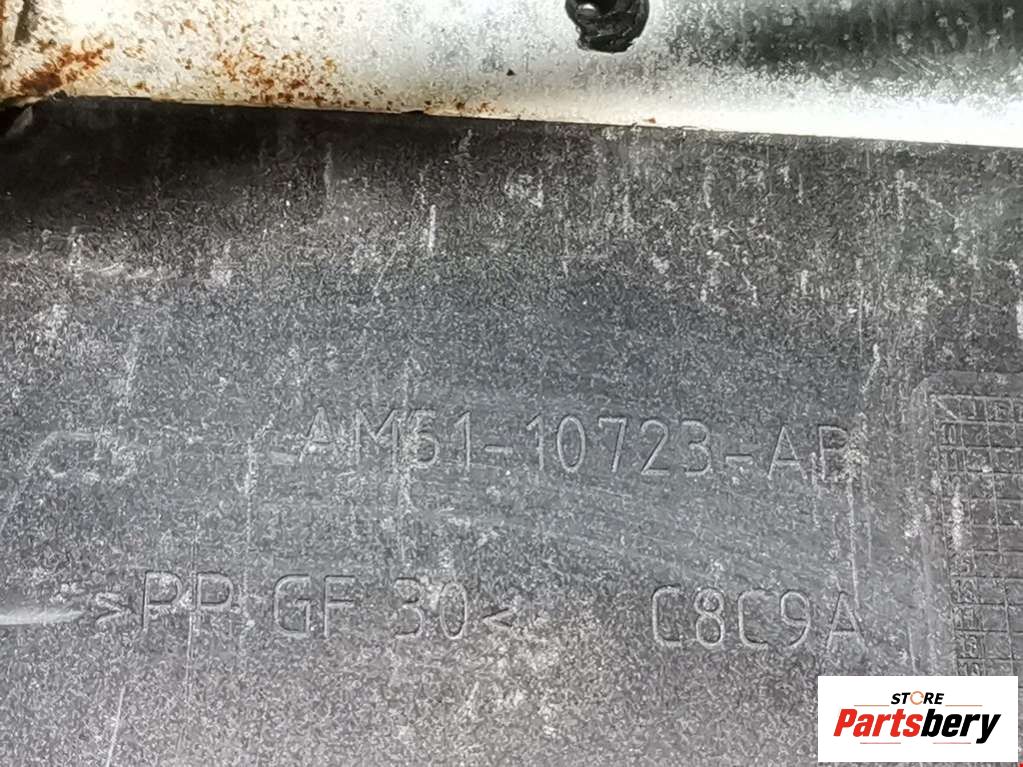 AM51-10723-AB
>PP GF 30< C8C9A
STORE
Partsbery